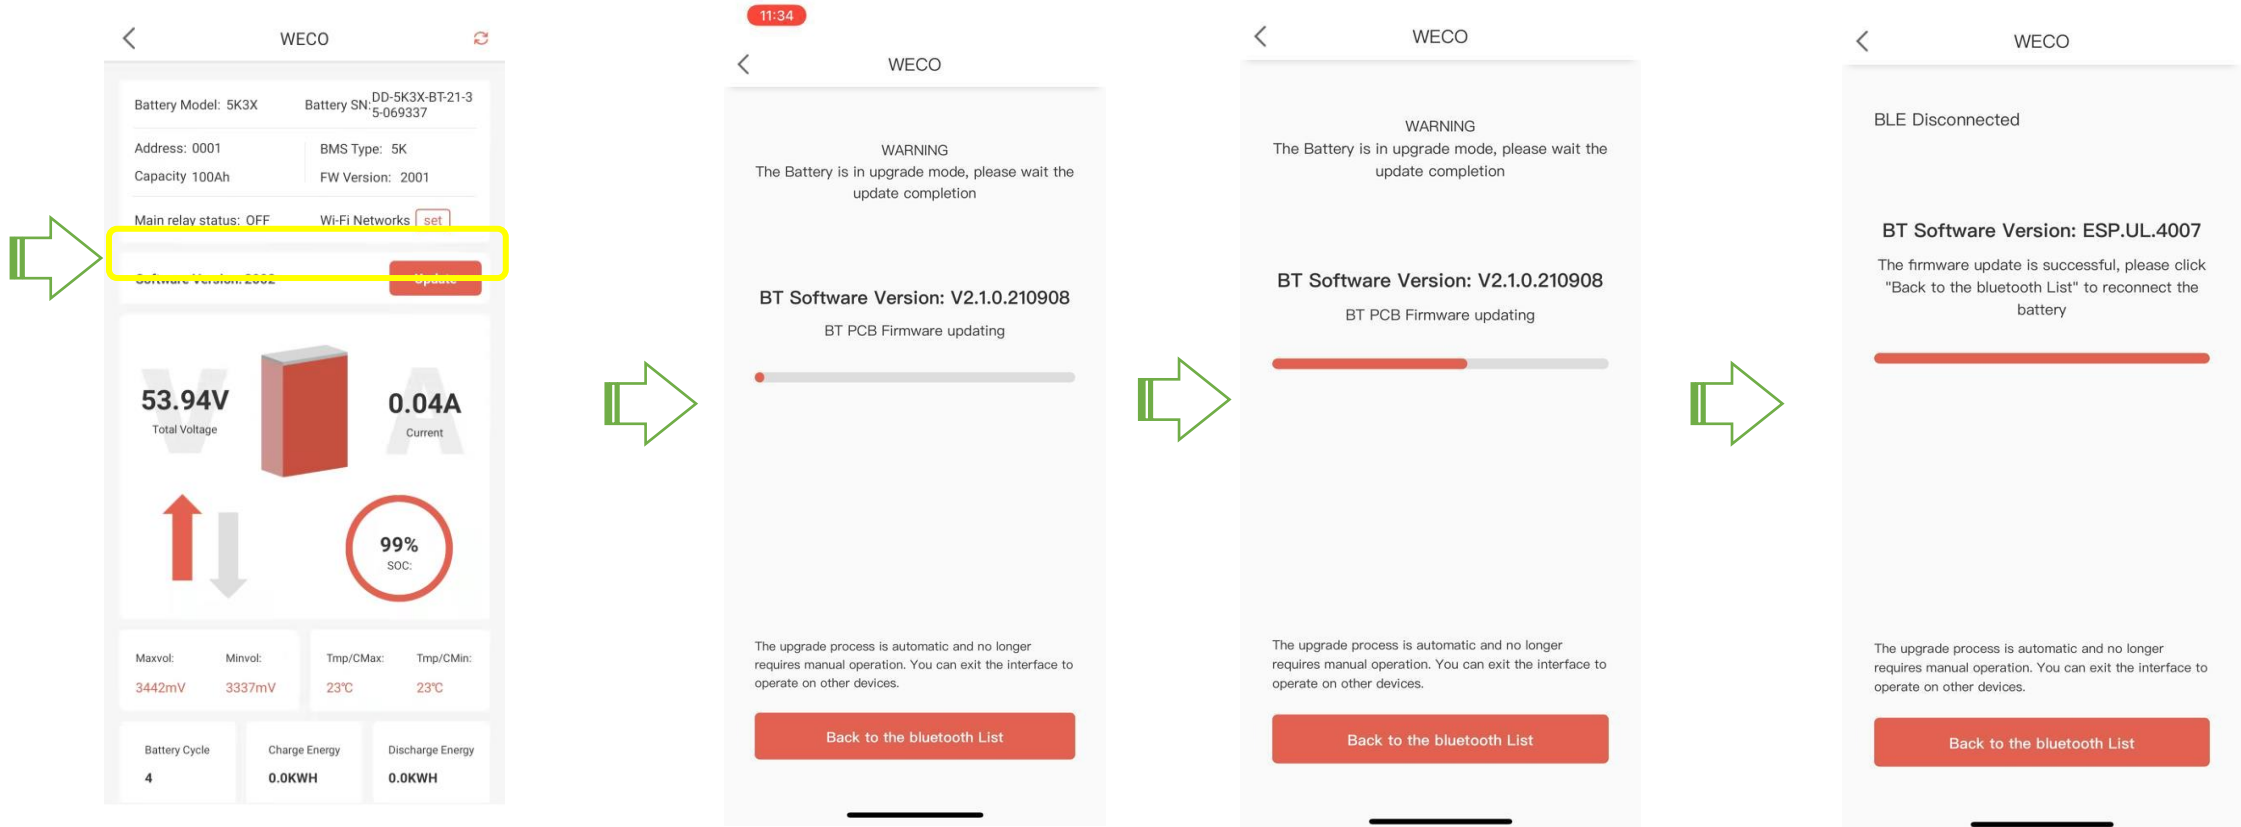 WECO
Battery Model: 5K3X
Battery SN: DD-5K3X-BT-21-3
5-069337
Address: 0001
BMS Type: 5K
Capacity 100Ah
FW Version: 2001
Main relay status: OFF
Wi-Fi Networks set
Software Version: 2002
Update
V
A
53.94V
Total Voltage
0.04A
Current
99%
SOC:
Maxvol:
Minvol:
Tmp/CMax:
Tmp/CMin:
3442mV
3337mV
23℃
23℃
Battery Cycle
Charge Energy
Discharge Energy
4
0.0KWH
0.0KWH
11:34
WECO
WARNING
The Battery is in upgrade mode, please wait the
update completion
BT Software Version: V2.1.0.210908
BT PCB Firmware updating
The upgrade process is automatic and no longer
requires manual operation. You can exit the interface to
operate on other devices.
Back to the bluetooth List
WECO
WARNING
The Battery is in upgrade mode, please wait the
update completion
BT Software Version: V2.1.0.210908
BT PCB Firmware updating
The upgrade process is automatic and no longer
requires manual operation. You can exit the interface to
operate on other devices.
Back to the bluetooth List
WECO
BLE Disconnected
BT Software Version: ESP.UL.4007
The firmware update is successful, please click
"Back to the bluetooth List" to reconnect the
battery
The upgrade process is automatic and no longer
requires manual operation. You can exit the interface to
operate on other devices.
Back to the bluetooth List